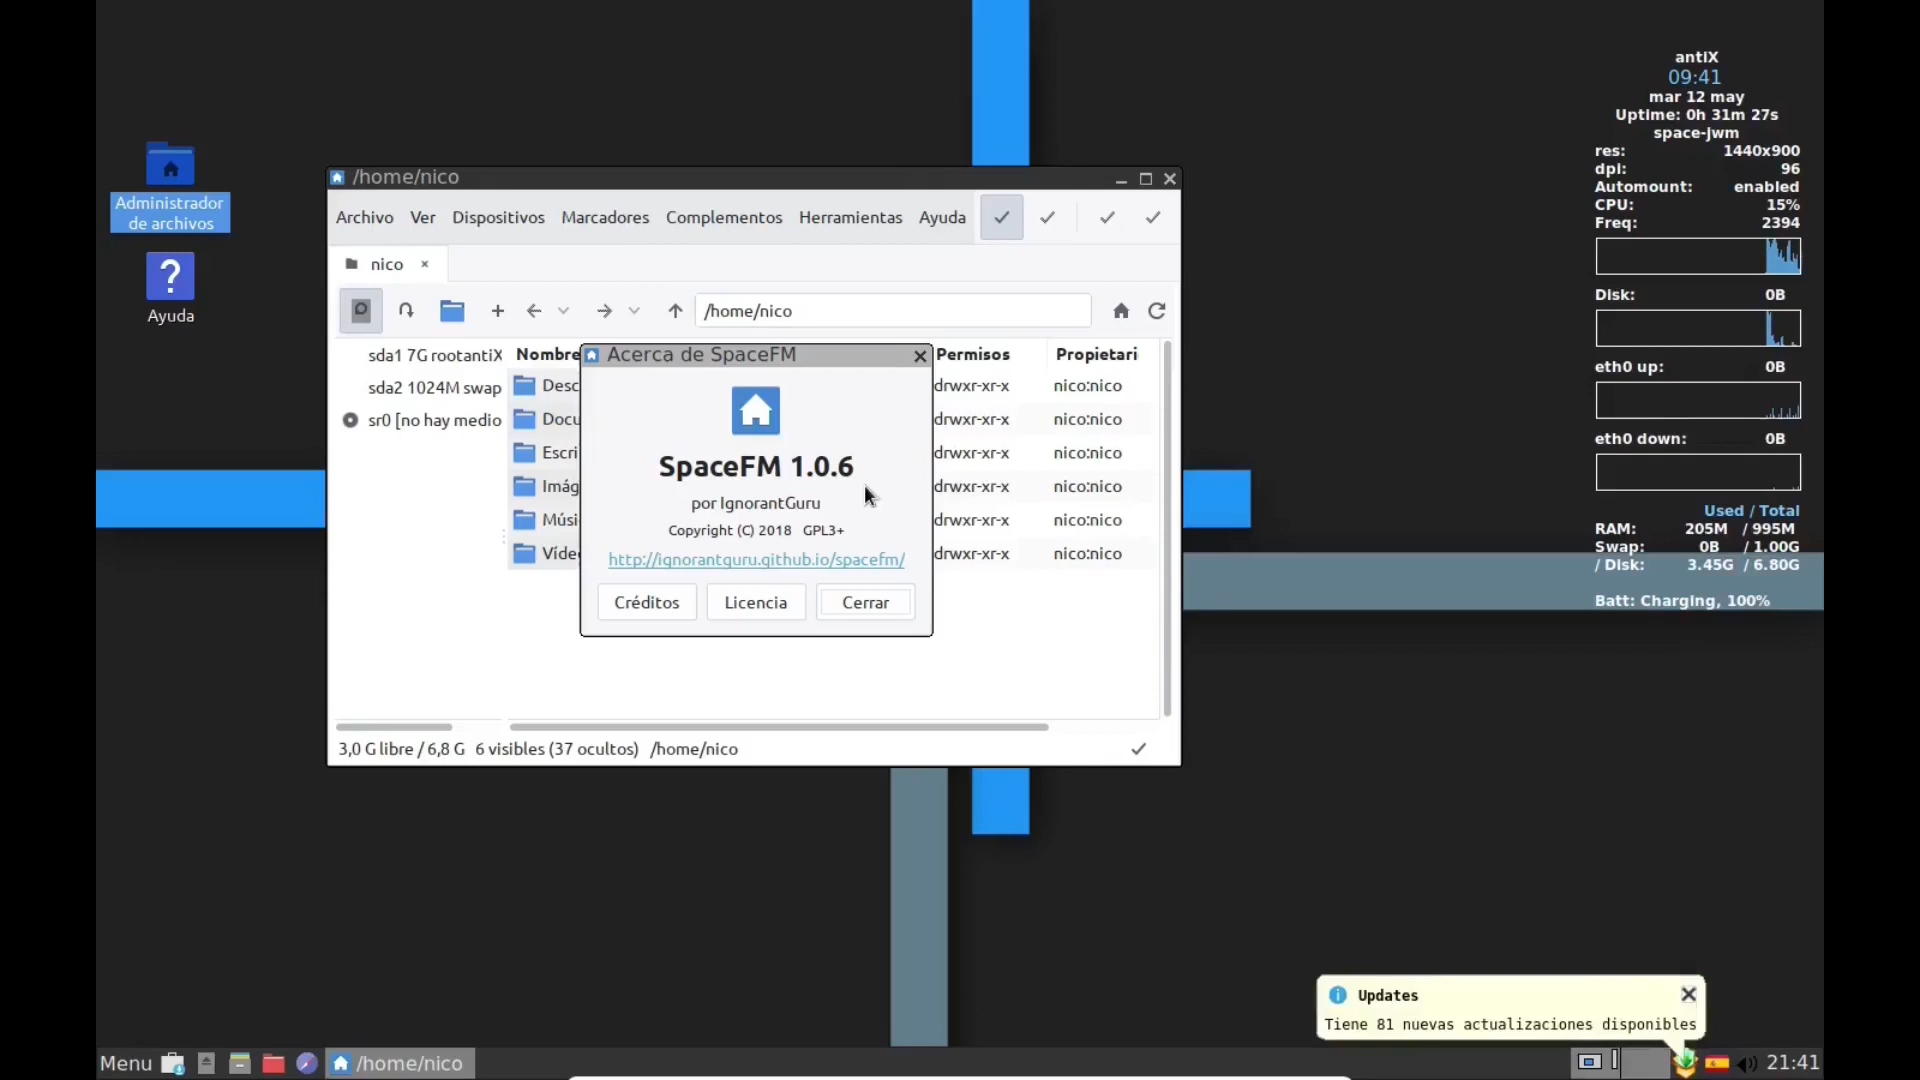 Administrador
de archivos
?
Ayuda
/home/nico
Archivo Ver Dispositivos Marcadores Complementos Herramientas Ayuda
nico
/home/nico
sda1 7G rootantiX
sda2 1024M swap
sr0 [no hay medio
Nombre Permisos Propietari
Desc drwxr-xr-x nico:nico
Docu drwxr-xr-x nico:nico
Escri drwxr-xr-x nico:nico
Imág drwxr-xr-x nico:nico
Músi drwxr-xr-x nico:nico
Víde drwxr-xr-x nico:nico
Acerca de SpaceFM
SpaceFM 1.0.6
por IgnorantGuru
Copyright (C) 2018 GPL3+
http://ignorantguru.github.io/spacefm/
Créditos Licencia Cerrar
3,0 G libre / 6,8 G 6 visibles (37 ocultos) /home/nico
antiX
09:41
mar 12 may
Uptime: 0h 31m 27s
space-jwm
res: 1440x900
dpi: 96
Automount: enabled
CPU: 15%
Freq: 2394
Disk: 0B
eth0 up: 0B
eth0 down: 0B
Used / Total
RAM: 205M / 995M
Swap: 0B / 1.00G
/ Disk: 3.45G / 6.80G
Batt: Charging, 100%
Updates
Tiene 81 nuevas actualizaciones disponibles
Menu /home/nico 21:41